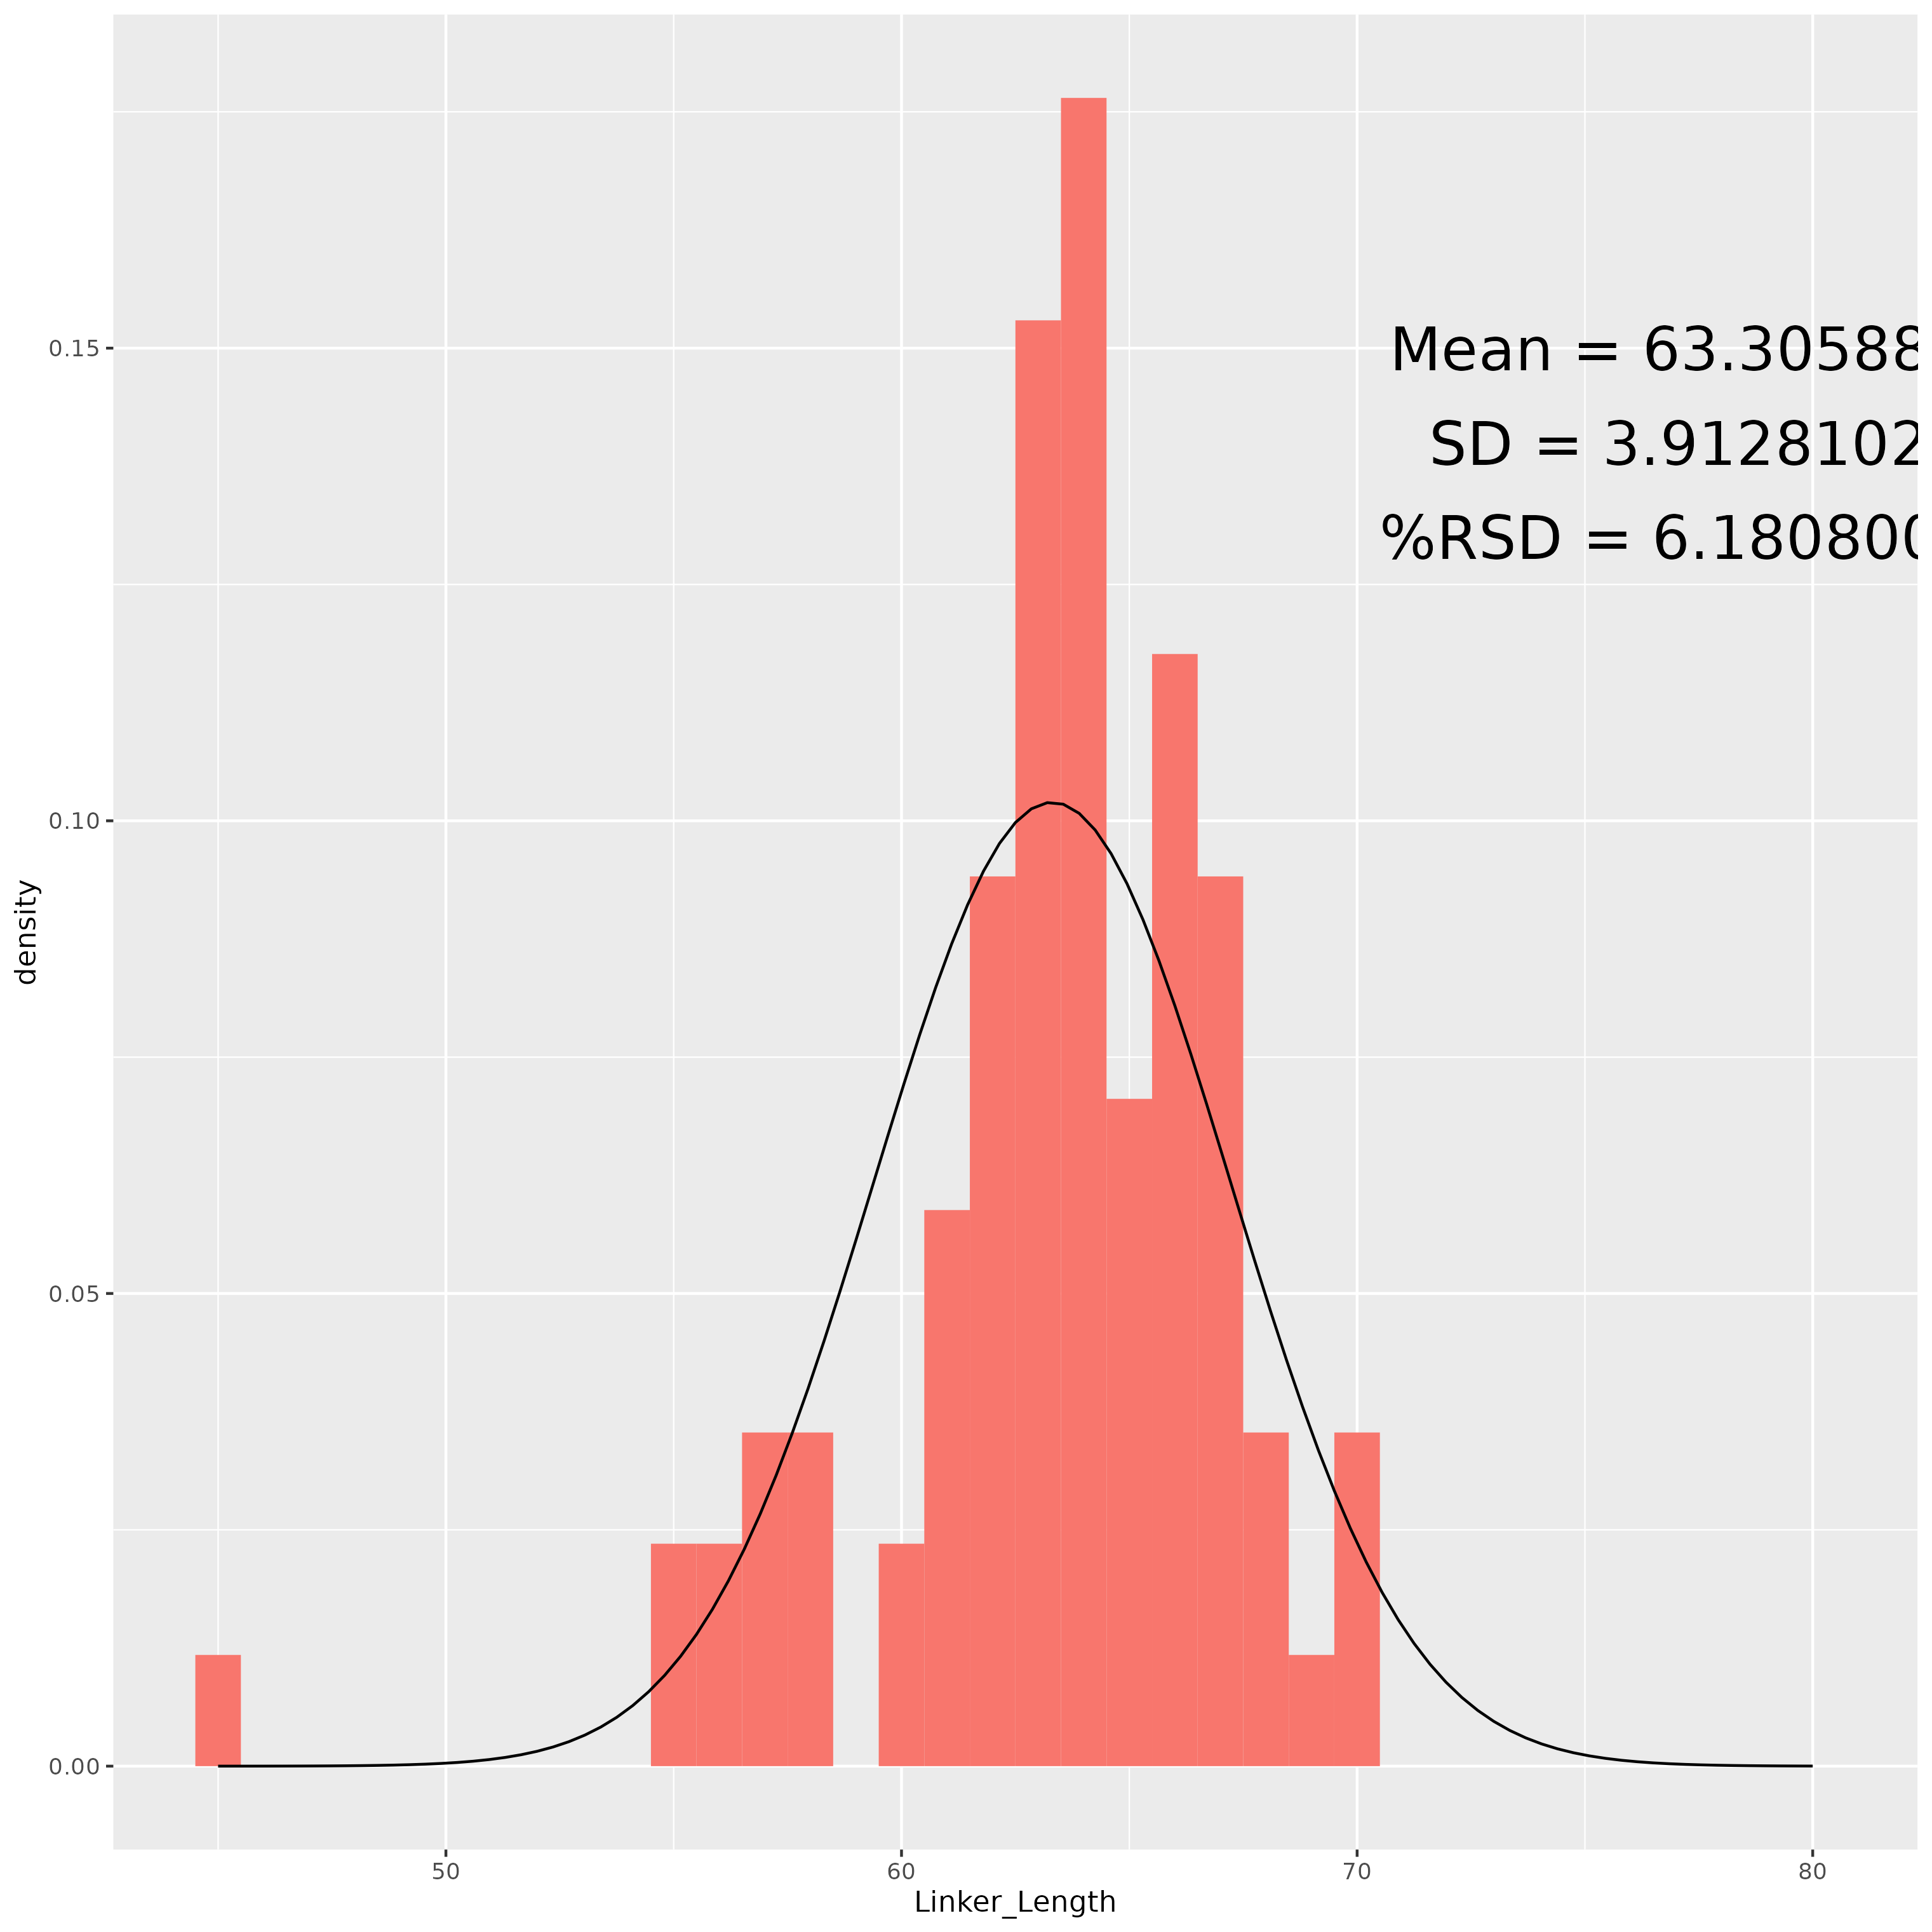 Mean = 63.30588
SD = 3.9128102
%RSD = 6.180800
0.15
0.10
0.05
0.00
density
50 60 70 80
Linker_Length